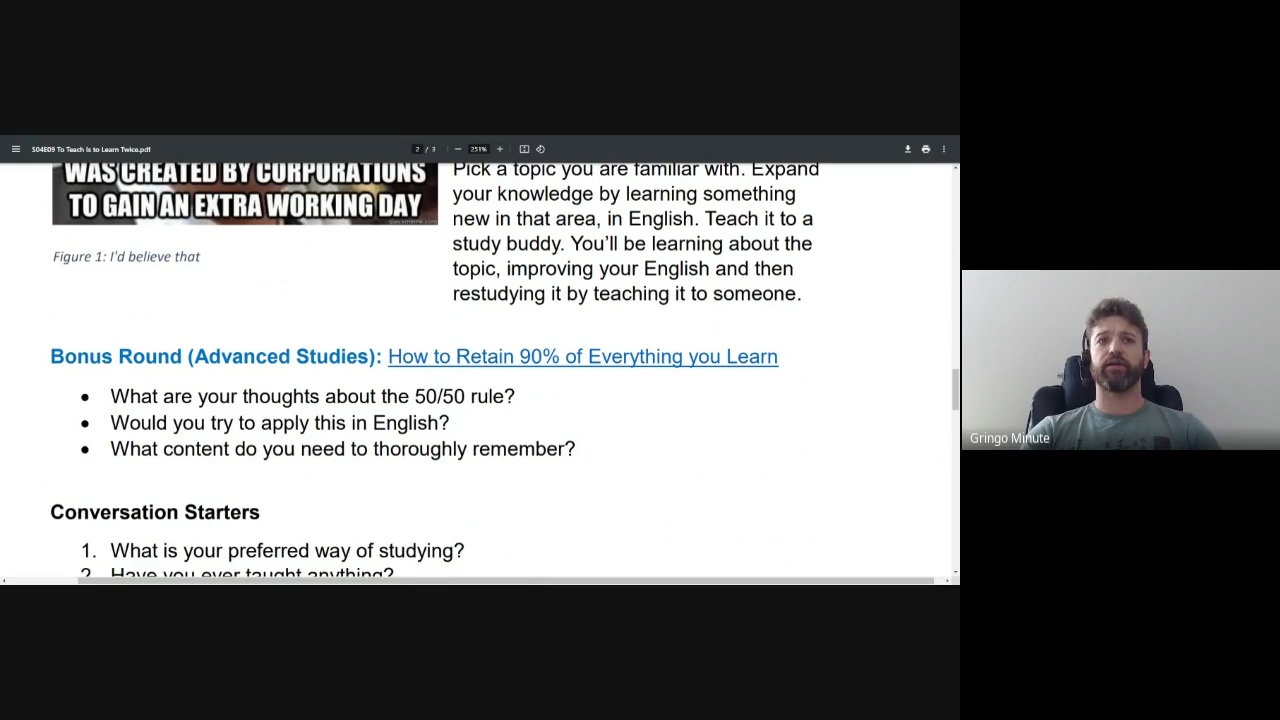 S04E09 To Teach Is to Learn Twice.pdf
2 / 3
251%
WAS CREATED BY CORPORATIONS
TO GAIN AN EXTRA WORKING DAY
Figure 1: I'd believe that
Pick a topic you are familiar with. Expand
your knowledge by learning something
new in that area, in English. Teach it to a
study buddy. You’ll be learning about the
topic, improving your English and then
restudying it by teaching it to someone.
Bonus Round (Advanced Studies): How to Retain 90% of Everything you Learn
• What are your thoughts about the 50/50 rule?
• Would you try to apply this in English?
• What content do you need to thoroughly remember?
Conversation Starters
1. What is your preferred way of studying?
2. Have you ever taught anything?
Gringo Minute